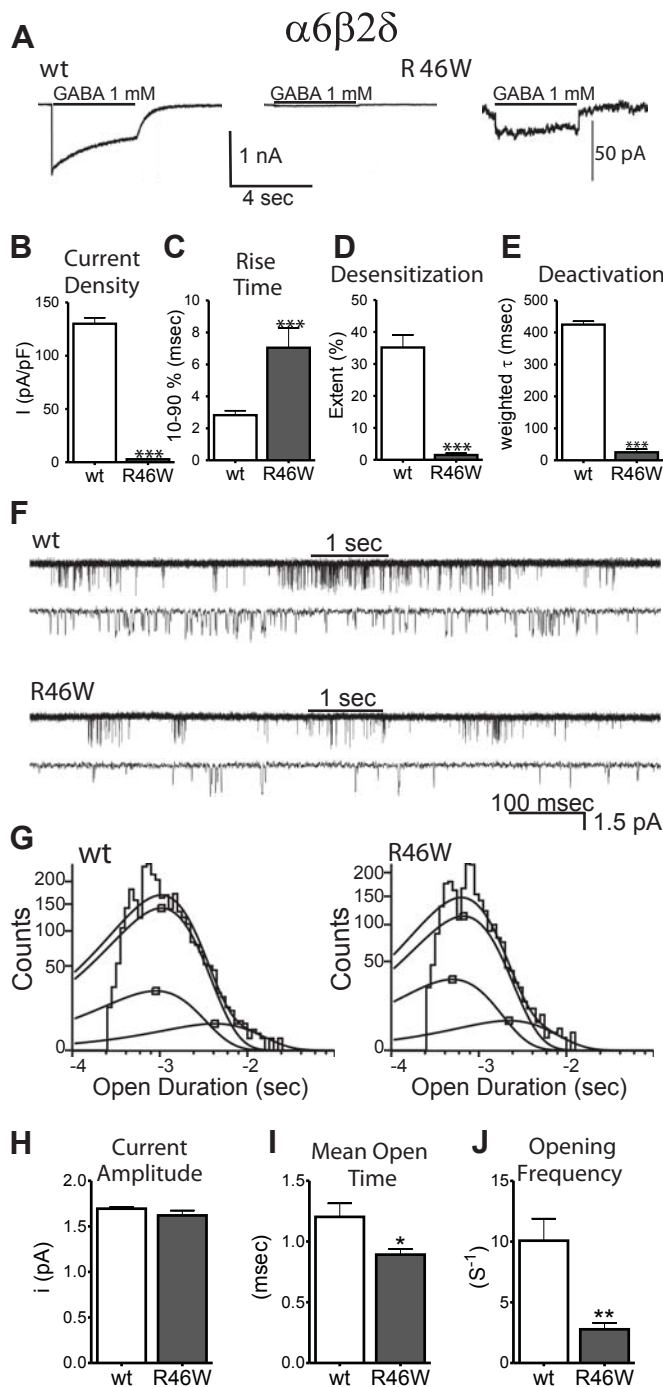 α6β2δ
A
wt
R 46W
GABA 1 mM
GABA 1 mM
GABA 1 mM
1 nA
4 sec
50 pA
B
Current
Density
I (pA/pF)
150
100
50
0
***
wt
R46W
C
Rise
Time
10-90 % (msec)
8
6
4
2
0
***
wt
R46W
D
Desensitization
Extent (%)
50
40
30
20
10
0
***
wt
R46W
E
Deactivation
weighted τ (msec)
500
400
300
200
100
0
***
wt
R46W
F
wt
1 sec
R46W
1 sec
100 msec
1.5 pA
G
wt
Counts
200
150
100
50
0
-4
-3
-2
Open Duration (sec)
R46W
Counts
200
150
100
50
0
-4
-3
-2
Open Duration (sec)
H
Current
Amplitude
i (pA)
2.0
1.5
1.0
0.5
0.0
wt
R46W
I
Mean Open
Time
(msec)
1.5
1.0
0.5
0.0
*
wt
R46W
J
Opening
Frequency
(S⁻¹)
15
10
5
0
**
wt
R46W